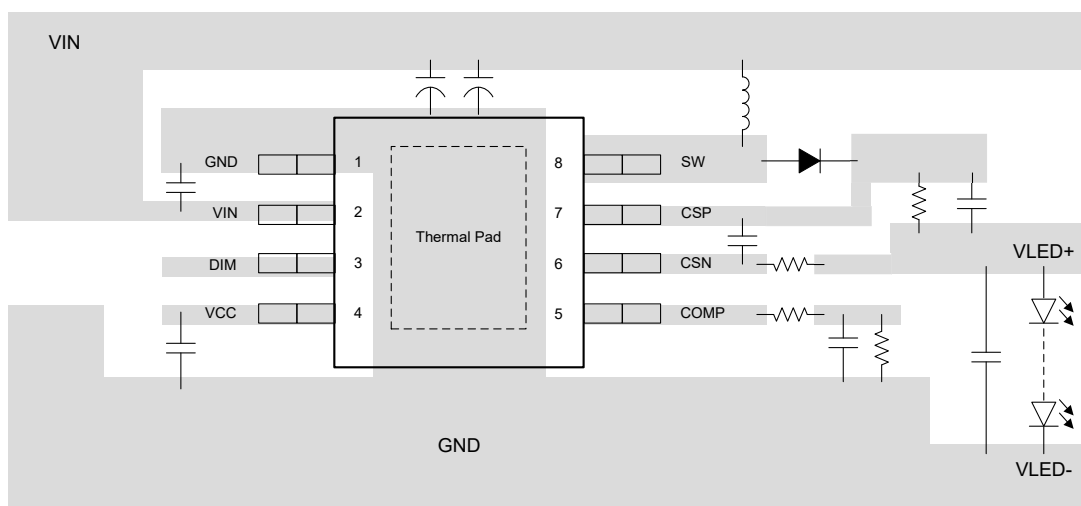 VIN
GND
1
8
SW
VIN
2
7
CSP
Thermal Pad
DIM
3
6
CSN
VLED+
VCC
4
5
COMP
GND
VLED-